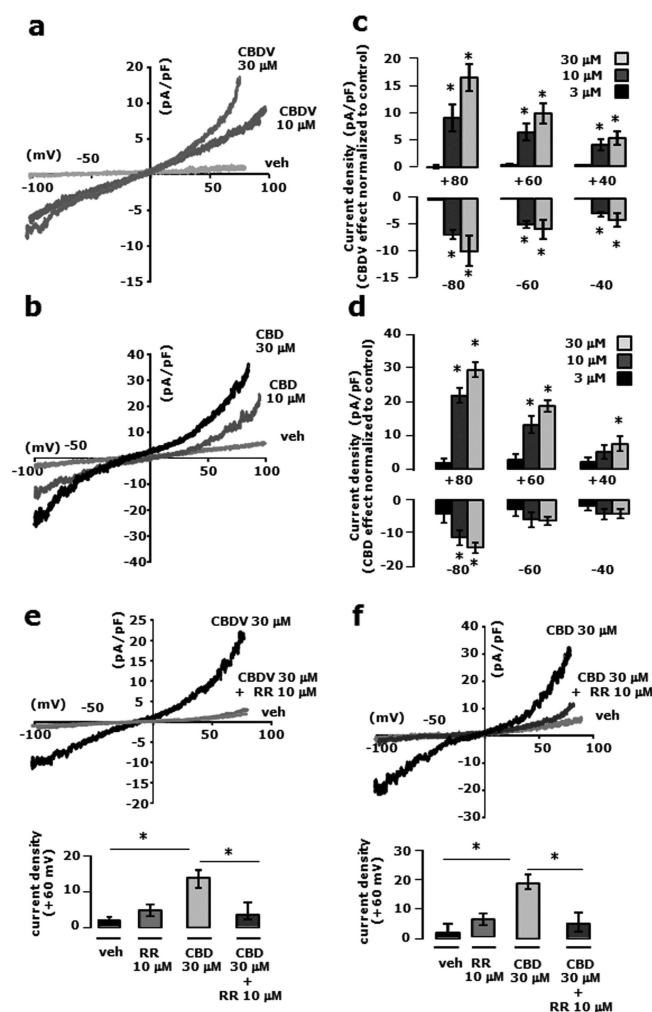 a
(pA/pF)
20
15
10
5
0
-5
-10
-15
(mV)
-100
-50
50
100
CBDV
30 µM
CBDV
10 µM
veh
c
Current density (pA/pF)
(CBDV effect normalized to control)
20
15
10
5
0
0
-5
-10
-15
* * * * * *
+80 +60 +40
* * * * * *
-80 -60 -40
30 µM
10 µM
3 µM
b
(pA/pF)
40
30
20
10
0
-10
-20
-30
-40
(mV)
-100
-50
50
100
CBD
30 µM
CBD
10 µM
veh
d
Current density (pA/pF)
(CBD effect normalized to control)
40
30
20
10
0
0
-10
-20
* * * * *
+80 +60 +40
* *
-80 -60 -40
30 µM
10 µM
3 µM
e
(pA/pF)
25
20
15
10
5
0
-5
-10
-15
-20
(mV)
-100
-50
50
100
CBDV 30 µM
CBDV 30 µM
+ RR 10 µM
veh
current density
(+60 mV)
20
10
0
* *
veh
RR
10 µM
CBD
30 µM
CBD
30 µM
+
RR 10 µM
f
(pA/pF)
40
30
20
10
0
-10
-20
-30
(mV)
-100
-50
50
100
CBD 30 µM
CBD 30 µM
+ RR 10 µM
veh
current density
(+60 mV)
30
20
10
0
* *
veh
RR
10 µM
CBD
30 µM
CBD
30 µM
+
RR 10 µM